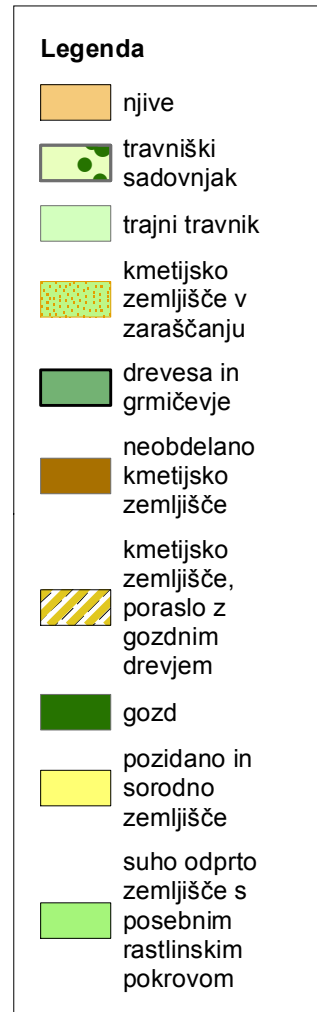 Legenda
njive
travniški
sadovnjak
trajni travnik
kmetijsko
zemljišče v
zaraščanju
drevesa in
grmičevje
neobdelano
kmetijsko
zemljišče
kmetijsko
zemljišče,
poraslo z
gozdnim
drevjem
gozd
pozidano in
sorodno
zemljišče
suho odprto
zemljišče s
posebnim
rastlinskim
pokrovom